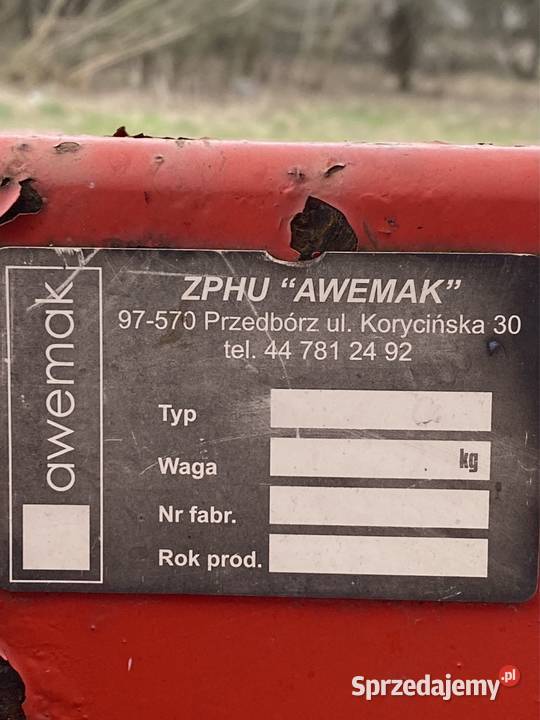 awemak
ZPHU “AWEMAK”
97-570 Przedbórz ul. Korycińska 30
tel. 44 781 24 92
Typ
Waga kg
Nr fabr.
Rok prod.
Sprzedajemy.pl